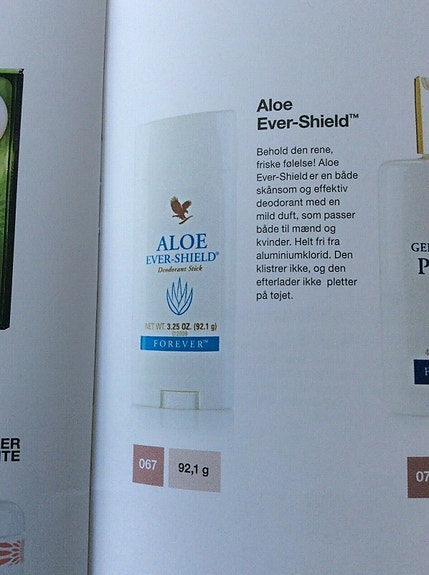 Aloe
Ever-Shield™
Behold den rene,
friske følelse! Aloe
Ever-Shield er en både
skånsom og effektiv
deodorant med en
mild duft, som passer
både til mænd og
kvinder. Helt fri fra
aluminiumklorid. Den
klistrer ikke, og den
efterlader ikke pletter
på tøjet.
ALOE
EVER-SHIELD®
Deodorant Stick
NET WT. 3.25 OZ. (92.1 g)
FOREVER™
067
92,1 g
ER
TE
GE
P
07